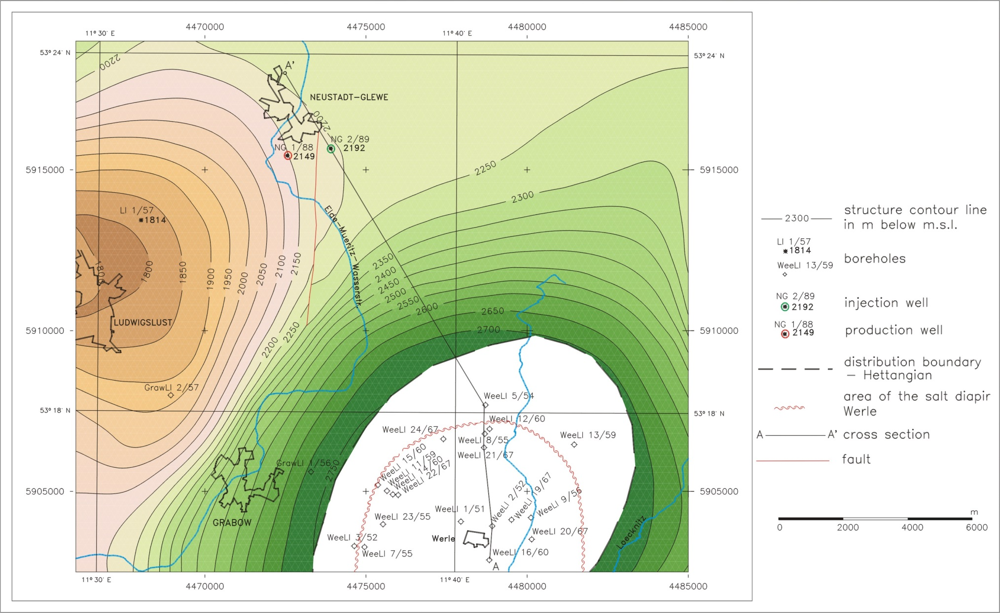 4470000
4475000
4480000
4485000
11° 30' E
11° 40' E
53° 24' N
53° 24' N
2200
A'
NEUSTADT–GLEWE
2200
NG 2/89
2192
NG 1/88
2149
5915000
5915000
2250
2300
LI 1/57
1814
Elde–Mueritz–Wasserstr.
1800
1800
1850
1900
1950
2000
2050
2100
2150
2350
2400
2450
2500
2550
2600
2650
2700
LUDWIGSLUST
5910000
5910000
2200
2250
GrawLI 2/57
WeeLI 5/54
53° 18' N
53° 18' N
WeeLI 12/60
WeeLI 24/67
WeeLI 8/55
WeeLI 13/59
WeeLI 21/67
WeeLI 15/60
WeeLI 11/59
WeeLI 14/60
WeeLI 22/67
GrawLI 1/56
2750
5905000
5905000
WeeLI 2/52
WeeLI 19/67
WeeLI 9/56
WeeLI 1/51
WeeLI 23/55
GRABOW
WeeLI 3/52
Werle
WeeLI 20/67
WeeLI 7/55
WeeLI 16/60
Loecknitz
A
11° 30' E
11° 40' E
4470000
4475000
4480000
4485000
2300
structure contour line
in m below m.s.l.
LI 1/57
1814
WeeLI 13/59
boreholes
NG 2/89
2192
injection well
NG 1/88
2149
production well
distribution boundary
– Hettangian
area of the salt diapir
Werle
A
A' cross section
fault
m
0
2000
4000
6000